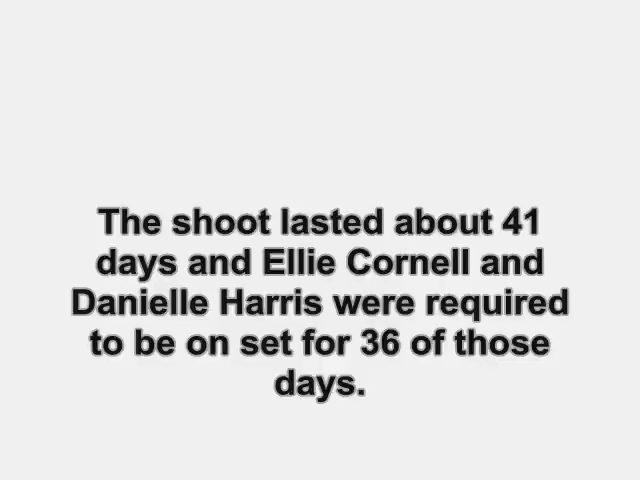 The shoot lasted about 41
days and Ellie Cornell and
Danielle Harris were required
to be on set for 36 of those
days.